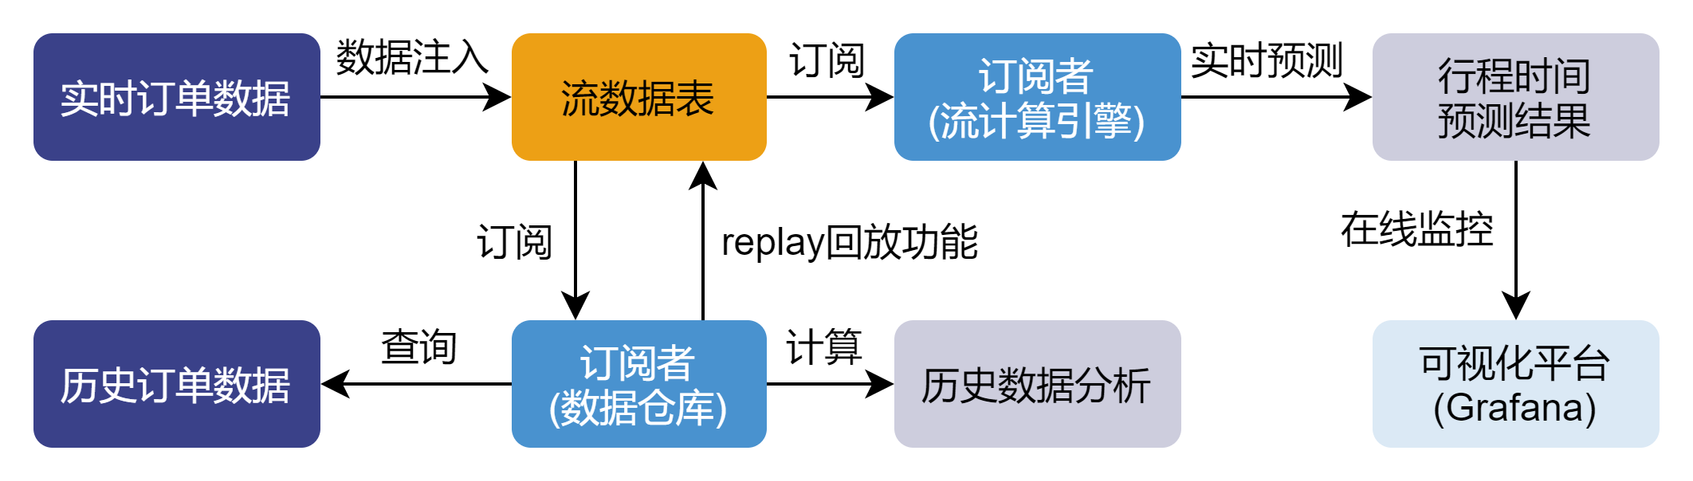 实时订单数据
数据注入
流数据表
订阅
订阅者
(流计算引擎)
实时预测
行程时间
预测结果
订阅
replay回放功能
在线监控
历史订单数据
查询
订阅者
(数据仓库)
计算
历史数据分析
可视化平台
(Grafana)